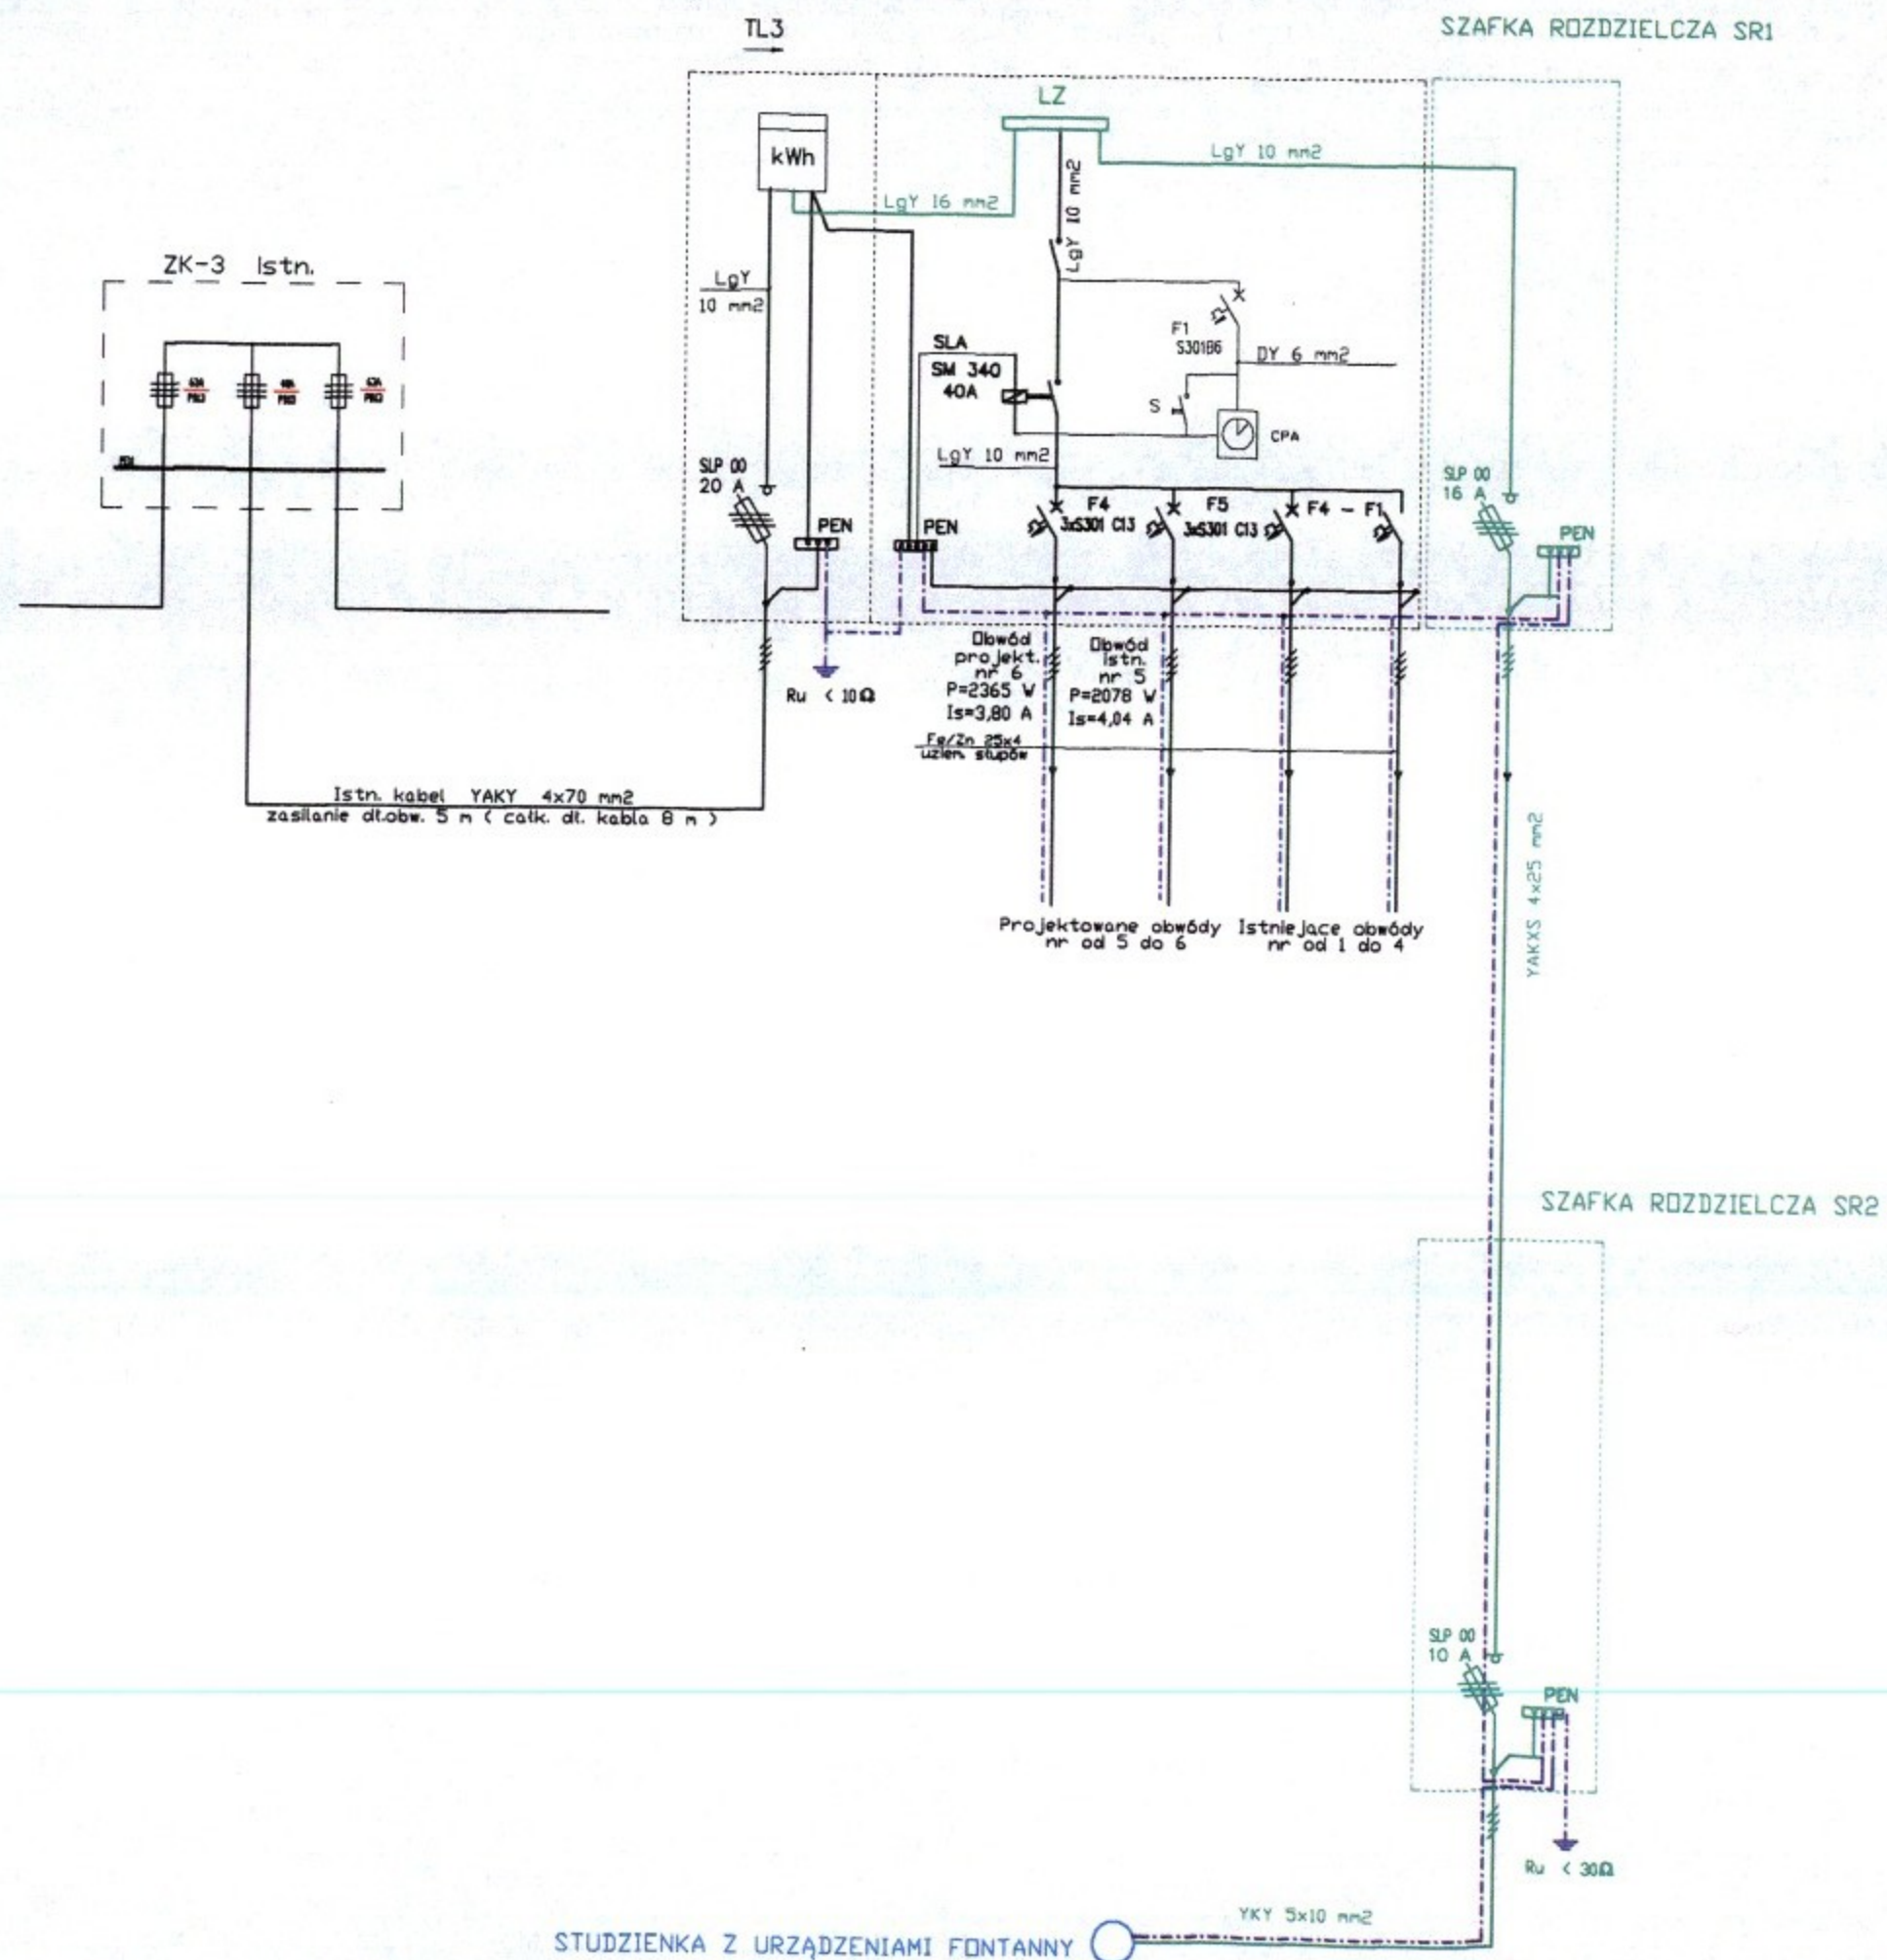 TL3
SZAFKA ROZDZIELCZA SR1
LZ
kWh
LgY 10 mm2
LgY 16 mm2
LgY 10 mm2
ZK-3 Istn.
LgY
10 mm2
F1
S301B6
DY 6 mm2
SLA
SM 340
40A
S
CPA
LgY 10 mm2
63A
63A
SLP 00
20 A
PEN
PEN
F4
3xS301 C13
F5
3xS301 C13
F4 - F1
SLP 00
16 A
PEN
Obwód
projekt.
nr 6
P=2365 W
Is=3,80 A
Obwód
Istn.
nr 5
P=2078 W
Is=4,04 A
Ru < 10Ω
Fe/Zn 25x4
uziem. słupów
Istn. kabel YAKY 4x70 mm2
zasilanie dł.obw. 5 m ( całk. dł. kabla 8 m )
Projektowane obwódy
nr od 5 do 6
Istniejące obwódy
nr od 1 do 4
YAKXS 4x25 mm2
SZAFKA ROZDZIELCZA SR2
SLP 00
10 A
PEN
Ru < 30Ω
YKY 5x10 mm2
STUDZIENKA Z URZĄDZENIAMI FONTANNY